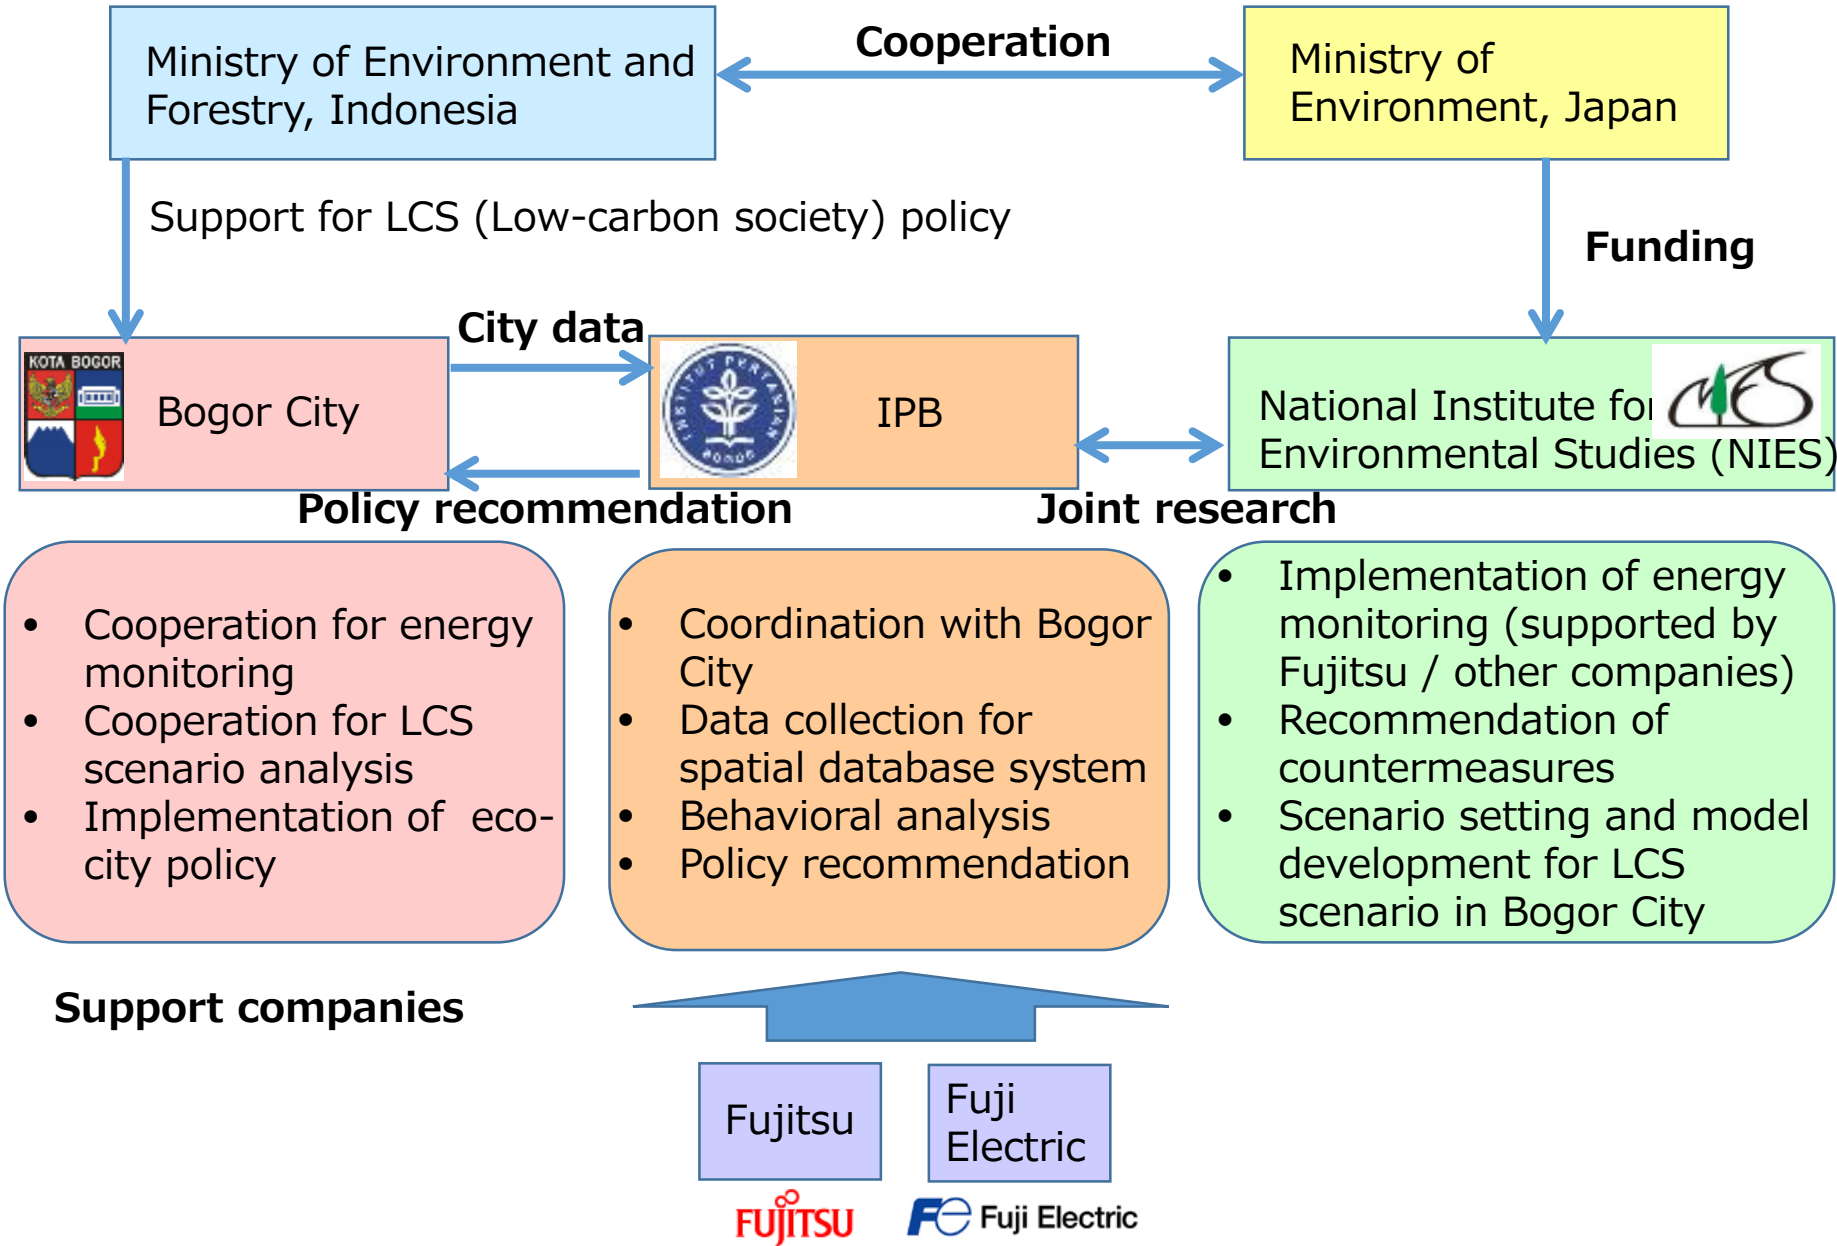 Ministry of Environment and
Forestry, Indonesia
Cooperation
Ministry of
Environment, Japan
Support for LCS (Low-carbon society) policy
Funding
City data
KOTA BOGOR
Bogor City
INSTITUT PERTANIAN
BOGOR
IPB
National Institute for
Environmental Studies (NIES)
NIES
Policy recommendation
Joint research
• Cooperation for energy
monitoring
• Cooperation for LCS
scenario analysis
• Implementation of eco-
city policy
• Coordination with Bogor
City
• Data collection for
spatial database system
• Behavioral analysis
• Policy recommendation
• Implementation of energy
monitoring (supported by
Fujitsu / other companies)
• Recommendation of
countermeasures
• Scenario setting and model
development for LCS
scenario in Bogor City
Support companies
Fujitsu
Fuji
Electric
FUJITSU
Fe Fuji Electric